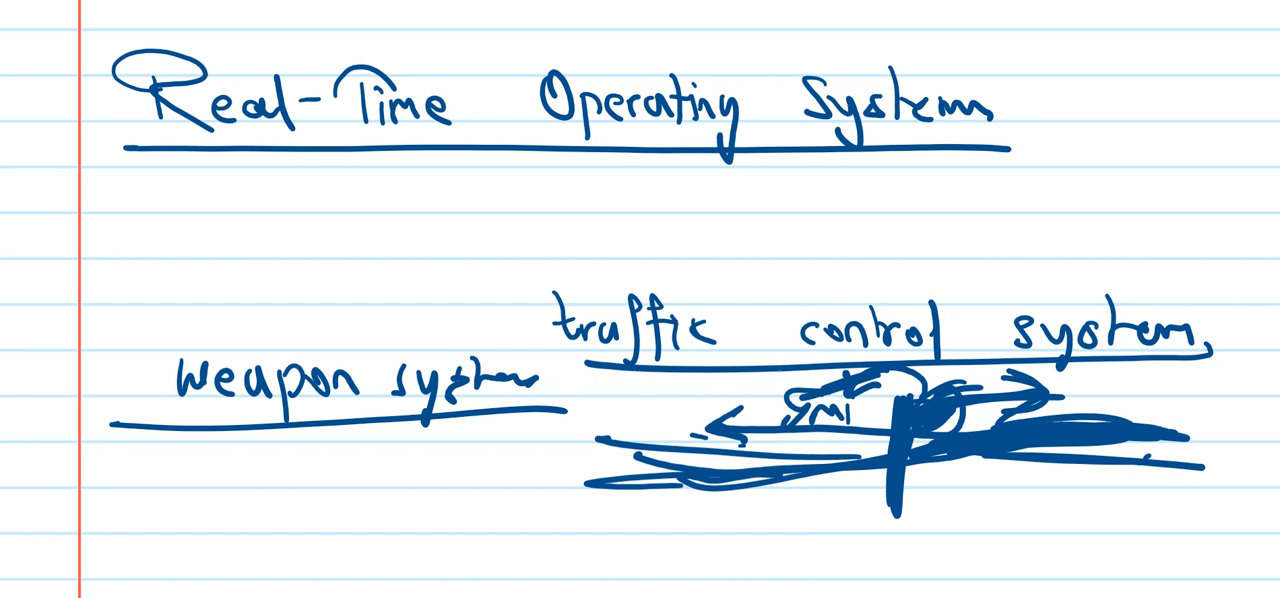 Real-Time Operating System
traffic control system
weapon system